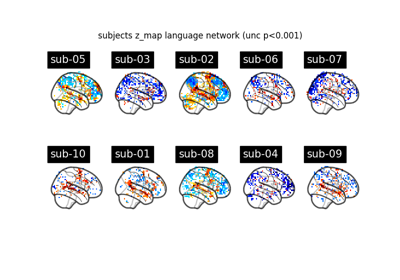 subjects z_map language network (unc p<0.001)
sub-05 sub-03 sub-02 sub-06 sub-07
sub-10 sub-01 sub-08 sub-04 sub-09